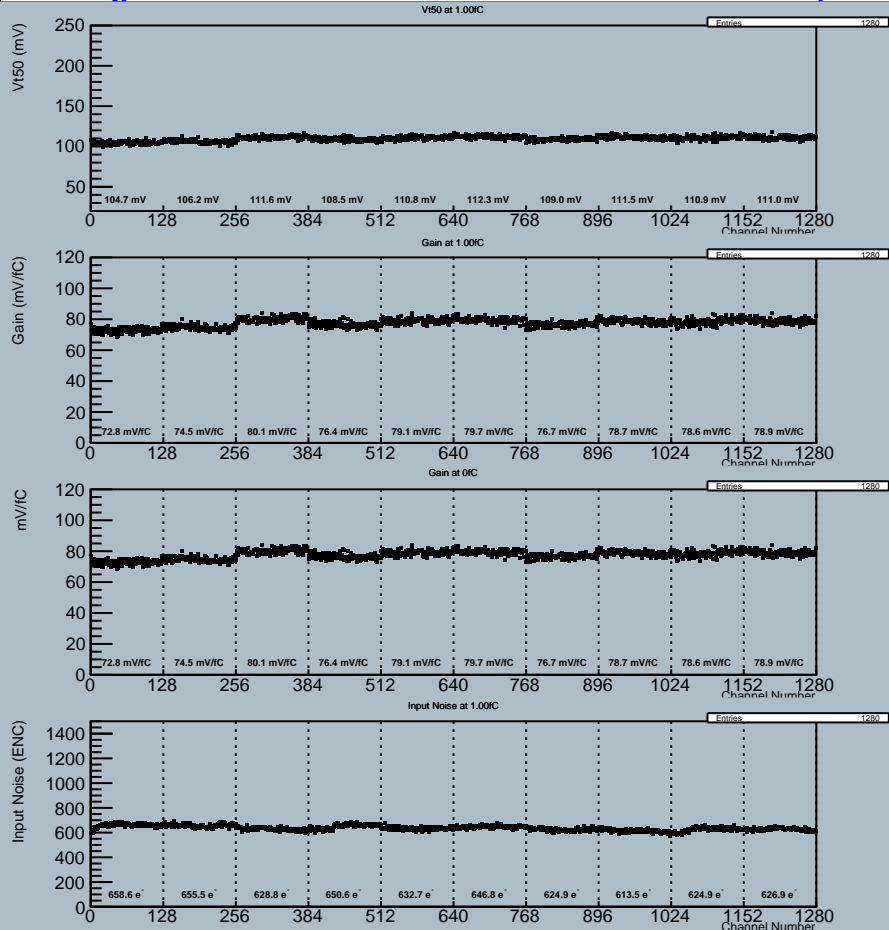 Vt50 at 1.00fC
Entries 1280
Vt50 (mV)
250
200
150
100
50
104.7 mV 106.2 mV 111.6 mV 108.5 mV 110.8 mV 112.3 mV 109.0 mV 111.5 mV 110.9 mV 111.0 mV
0 128 256 384 512 640 768 896 1024 1152 1280
Channel Number
Gain at 1.00fC
Entries 1280
Gain (mV/fC)
120
100
80
60
40
20
0
72.8 mV/fC 74.5 mV/fC 80.1 mV/fC 76.4 mV/fC 79.1 mV/fC 79.7 mV/fC 76.7 mV/fC 78.7 mV/fC 78.6 mV/fC 78.9 mV/fC
0 128 256 384 512 640 768 896 1024 1152 1280
Channel Number
Gain at 0fC
Entries 1280
mV/fC
120
100
80
60
40
20
0
72.8 mV/fC 74.5 mV/fC 80.1 mV/fC 76.4 mV/fC 79.1 mV/fC 79.7 mV/fC 76.7 mV/fC 78.7 mV/fC 78.6 mV/fC 78.9 mV/fC
0 128 256 384 512 640 768 896 1024 1152 1280
Channel Number
Input Noise at 1.00fC
Entries 1280
Input Noise (ENC)
1400
1200
1000
800
600
400
200
0
658.6 e⁻ 655.5 e⁻ 628.8 e⁻ 650.6 e⁻ 632.7 e⁻ 646.8 e⁻ 624.9 e⁻ 613.5 e⁻ 624.9 e⁻ 626.9 e⁻
0 128 256 384 512 640 768 896 1024 1152 1280
Channel Number